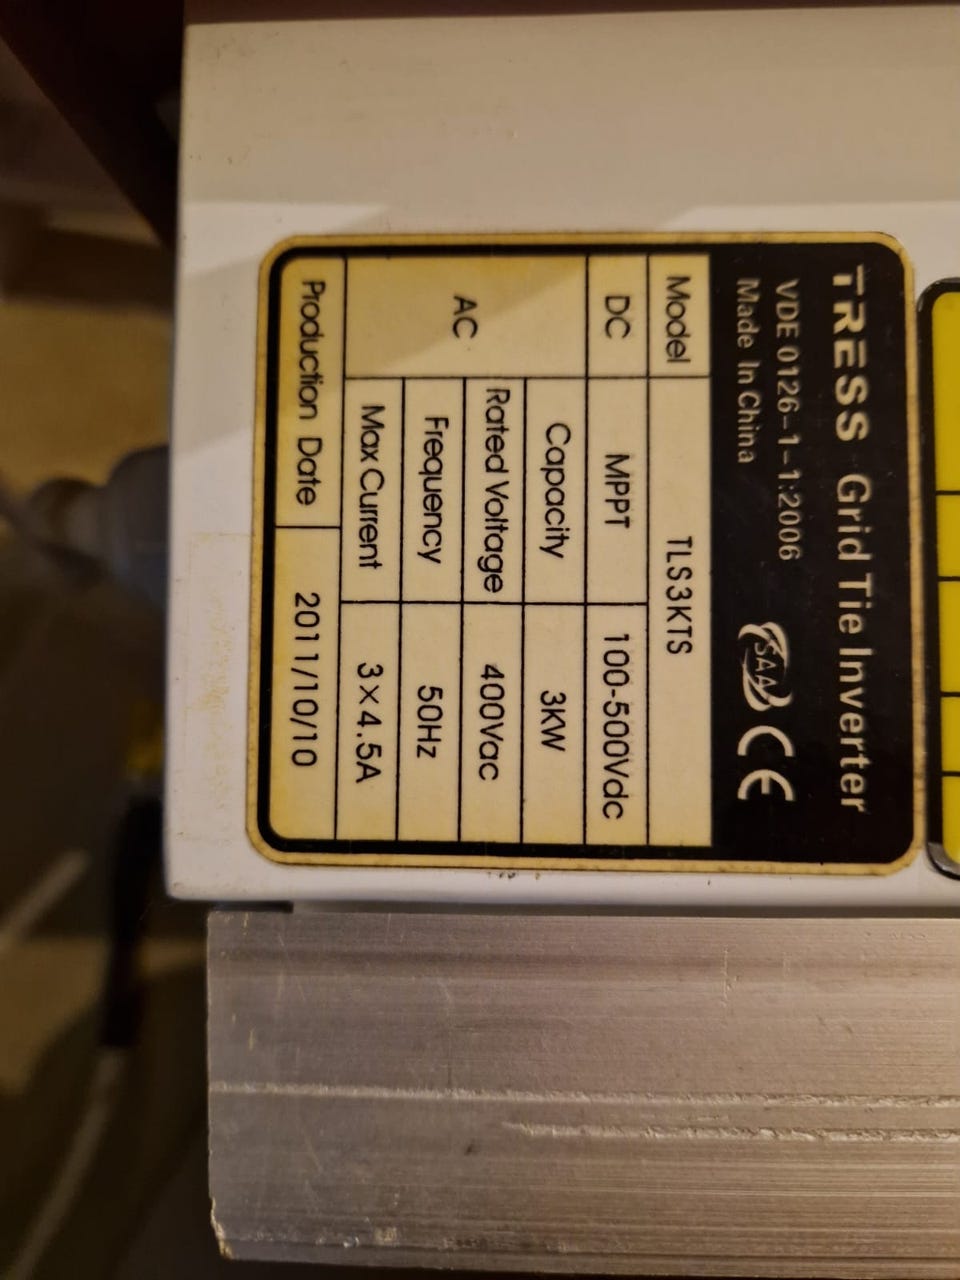 TRESS Grid Tie Inverter
VDE 0126-1-1:2006
Made In China
SAA CE
Model TLS3KTS
DC MPPT 100-500Vdc
AC Capacity 3KW
Rated Voltage 400Vac
Frequency 50Hz
Max Current 3×4.5A
Production Date 2011/10/10